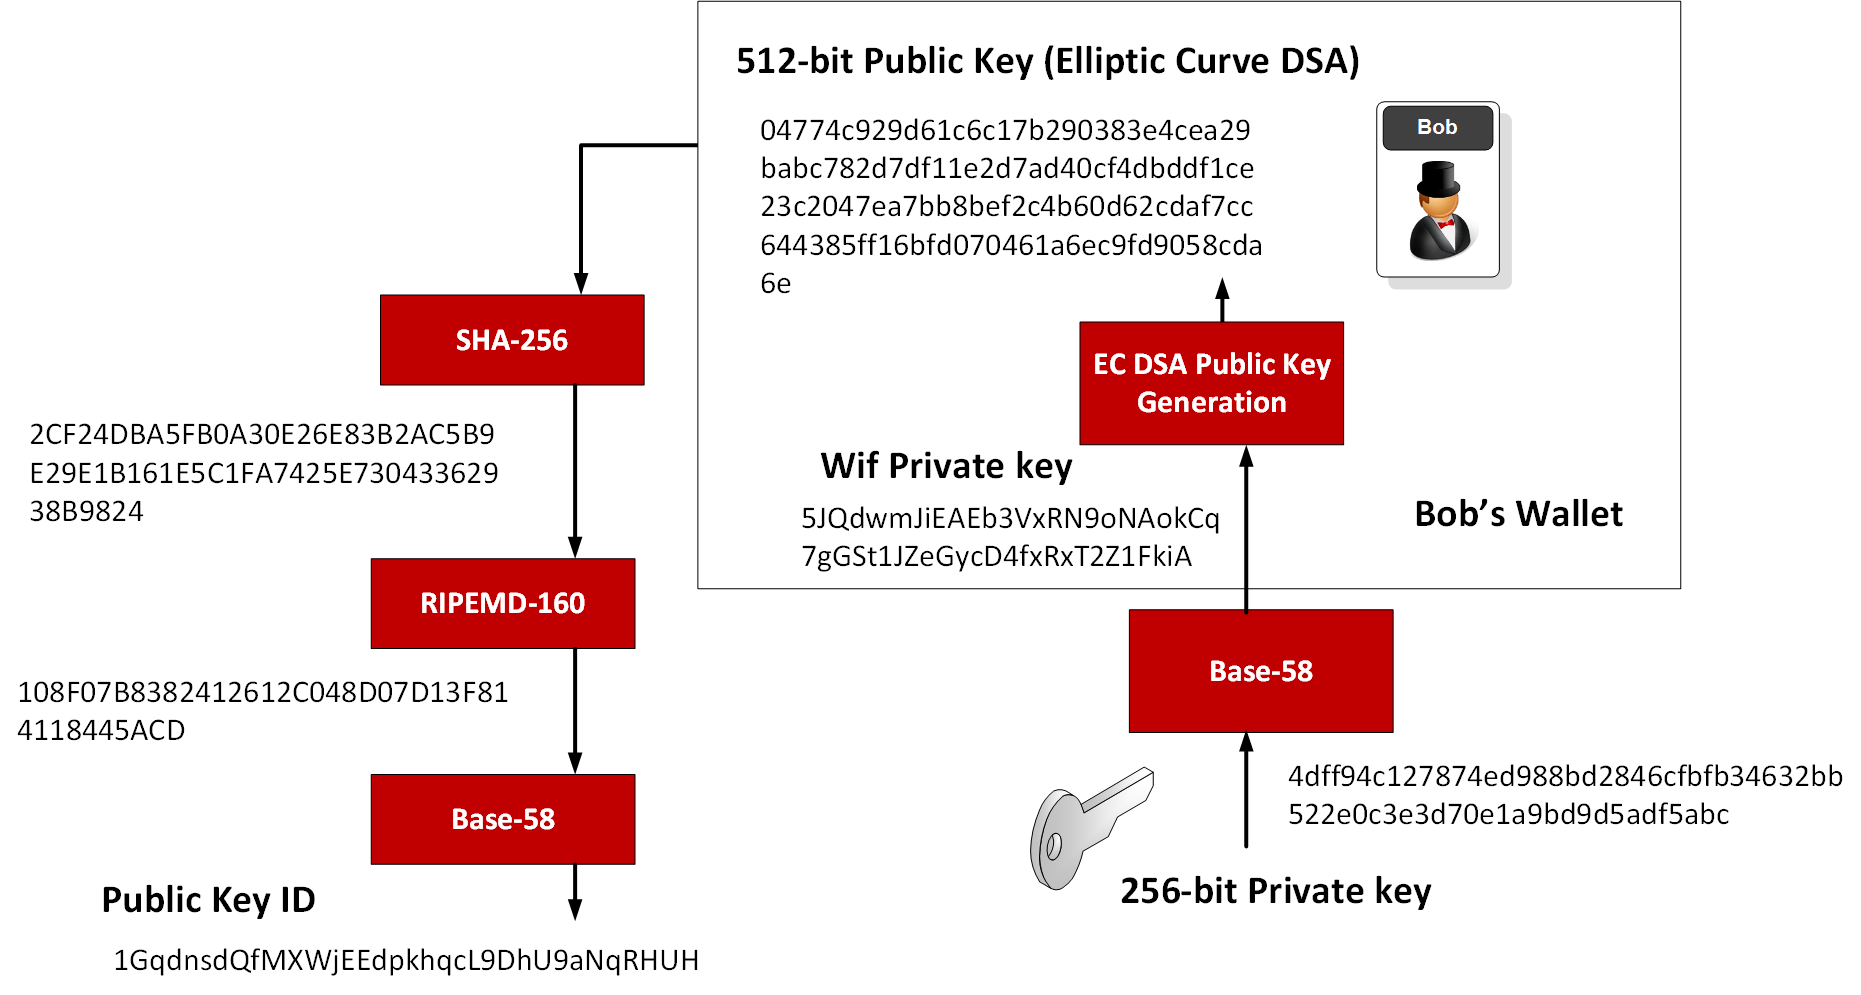 512-bit Public Key (Elliptic Curve DSA)
04774c929d61c6c17b290383e4cea29
babc782d7df11e2d7ad40cf4dbddf1ce
23c2047ea7bb8bef2c4b60d62cdaf7cc
644385ff16bfd070461a6ec9fd9058cda
6e
Bob
SHA-256
EC DSA Public Key
Generation
2CF24DBA5FB0A30E26E83B2AC5B9
E29E1B161E5C1FA7425E730433629
38B9824
Wif Private key
5JQdwmJiEAEb3VxRN9oNAokCq
7gGSt1JZeGycD4fxRxT2Z1FkiA
Bob’s Wallet
RIPEMD-160
Base-58
108F07B8382412612C048D07D13F81
4118445ACD
Base-58
4dff94c127874ed988bd2846cfbfb34632bb
522e0c3e3d70e1a9bd9d5adf5abc
256-bit Private key
Public Key ID
1GqdnsdQfMXWjEEdpkhqcL9DhU9aNqRHUH